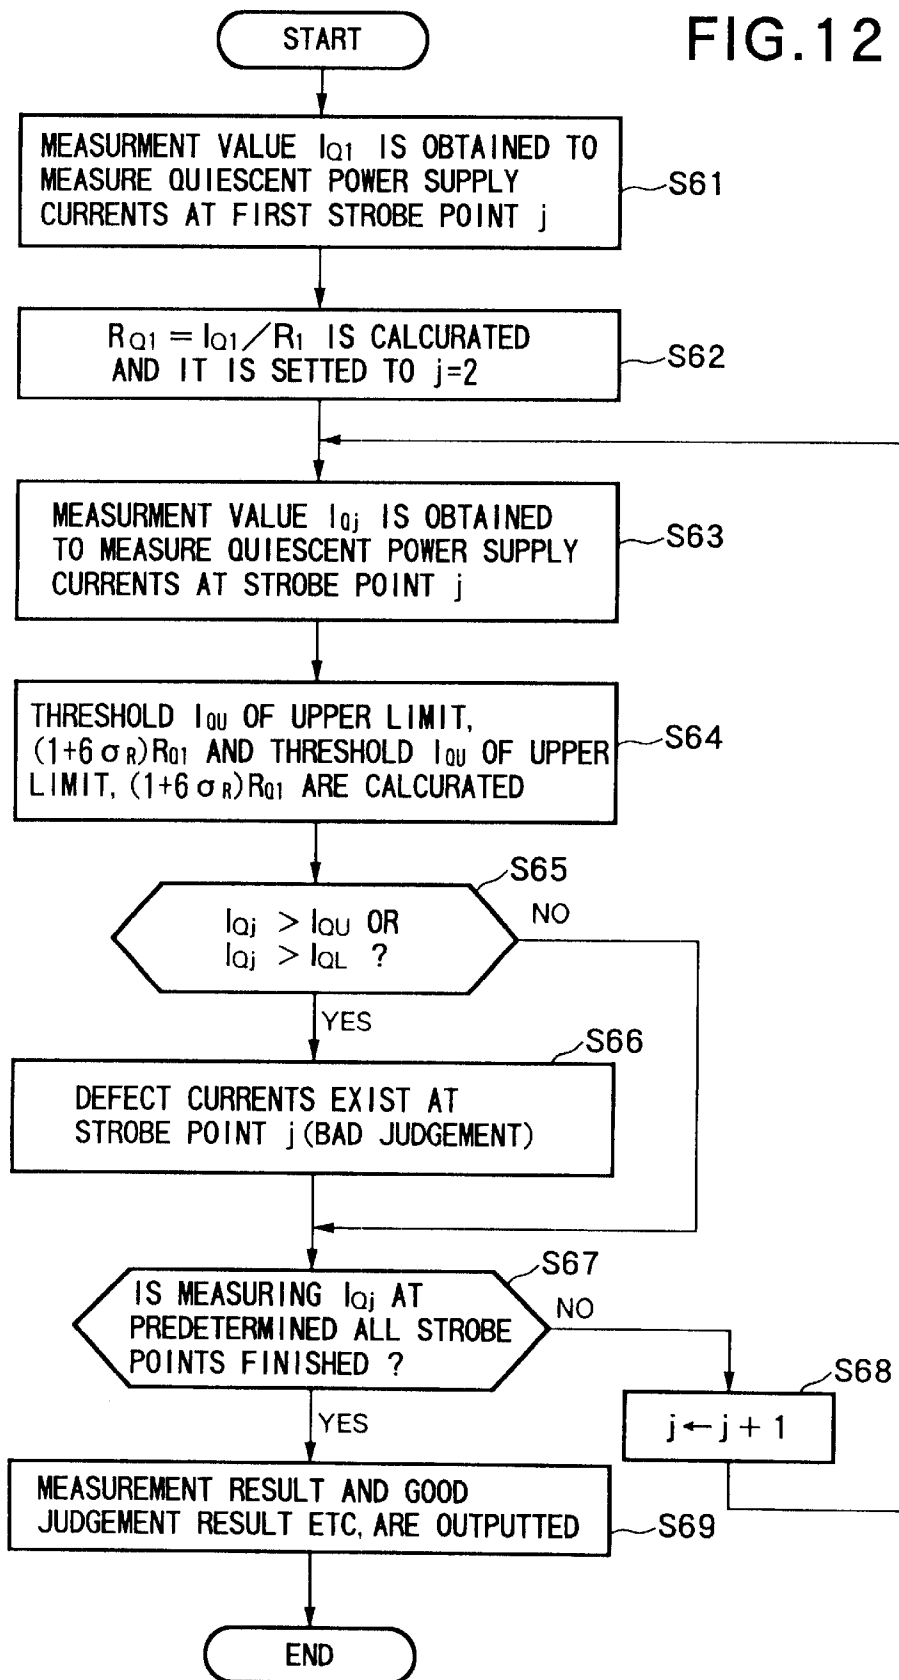 FIG.12
START
MEASURMENT VALUE IQ1 IS OBTAINED TO
MEASURE QUIESCENT POWER SUPPLY
CURRENTS AT FIRST STROBE POINT j
S61
RQ1 = IQ1/R1 IS CALCURATED
AND IT IS SETTED TO j=2
S62
MEASURMENT VALUE IQj IS OBTAINED
TO MEASURE QUIESCENT POWER SUPPLY
CURRENTS AT STROBE POINT j
S63
THRESHOLD IQU OF UPPER LIMIT,
(1+6σR)RQ1 AND THRESHOLD IQU OF UPPER
LIMIT, (1+6σR)RQ1 ARE CALCURATED
S64
S65
IQj > IQU OR
IQj > IQL ?
NO
YES
S66
DEFECT CURRENTS EXIST AT
STROBE POINT j (BAD JUDGEMENT)
S67
IS MEASURING IQj AT
PREDETERMINED ALL STROBE
POINTS FINISHED ?
NO
S68
j←j+1
YES
MEASUREMENT RESULT AND GOOD
JUDGEMENT RESULT ETC, ARE OUTPUTTED
S69
END